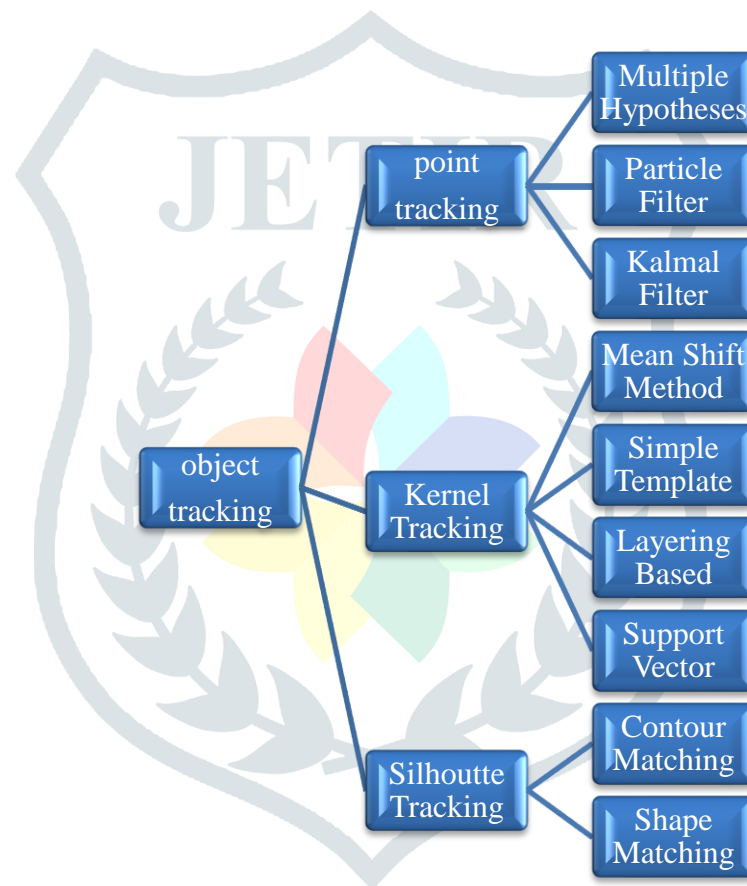 JETIR
object
tracking
point
tracking
Multiple
Hypotheses
Particle
Filter
Kalmal
Filter
Kernel
Tracking
Mean Shift
Method
Simple
Template
Layering
Based
Support
Vector
Silhoutte
Tracking
Contour
Matching
Shape
Matching